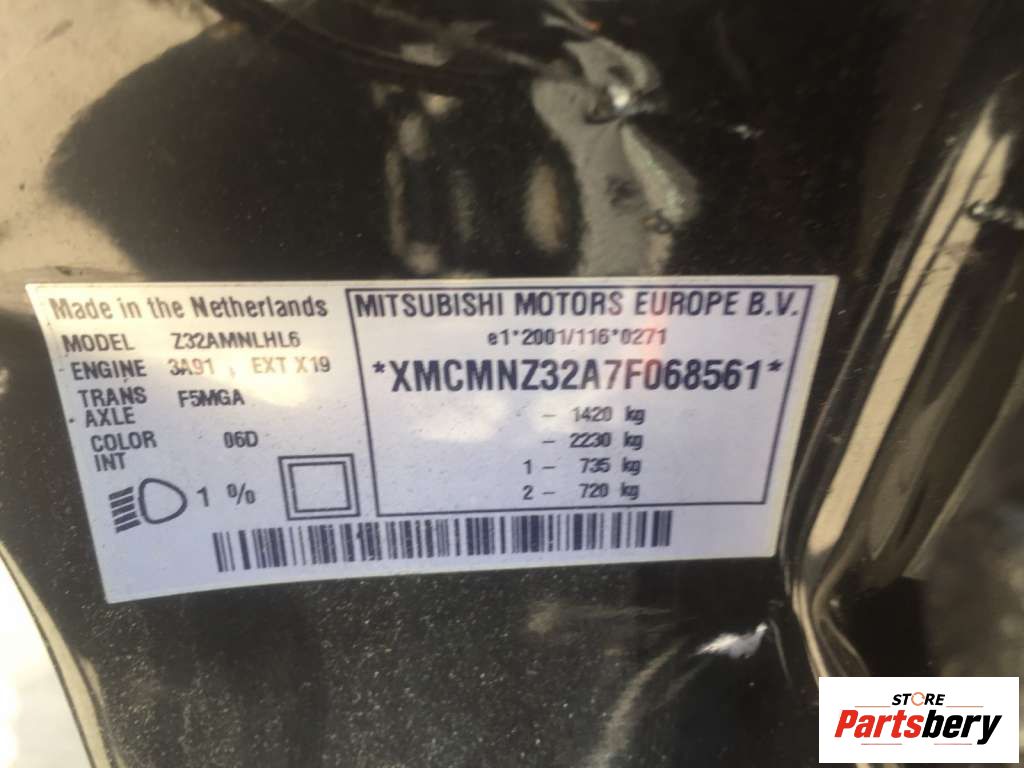 Made in the Netherlands
MODEL Z32AMNLHL6
ENGINE 3A91 , EXT X19
TRANS AXLE F5MGA
COLOR INT 06D
1 %
MITSUBISHI MOTORS EUROPE B.V.
e1*2001/116*0271
*XMCMNZ32A7F068561*
- 1420 kg
- 2230 kg
1 - 735 kg
2 - 720 kg
STORE
Partsbery